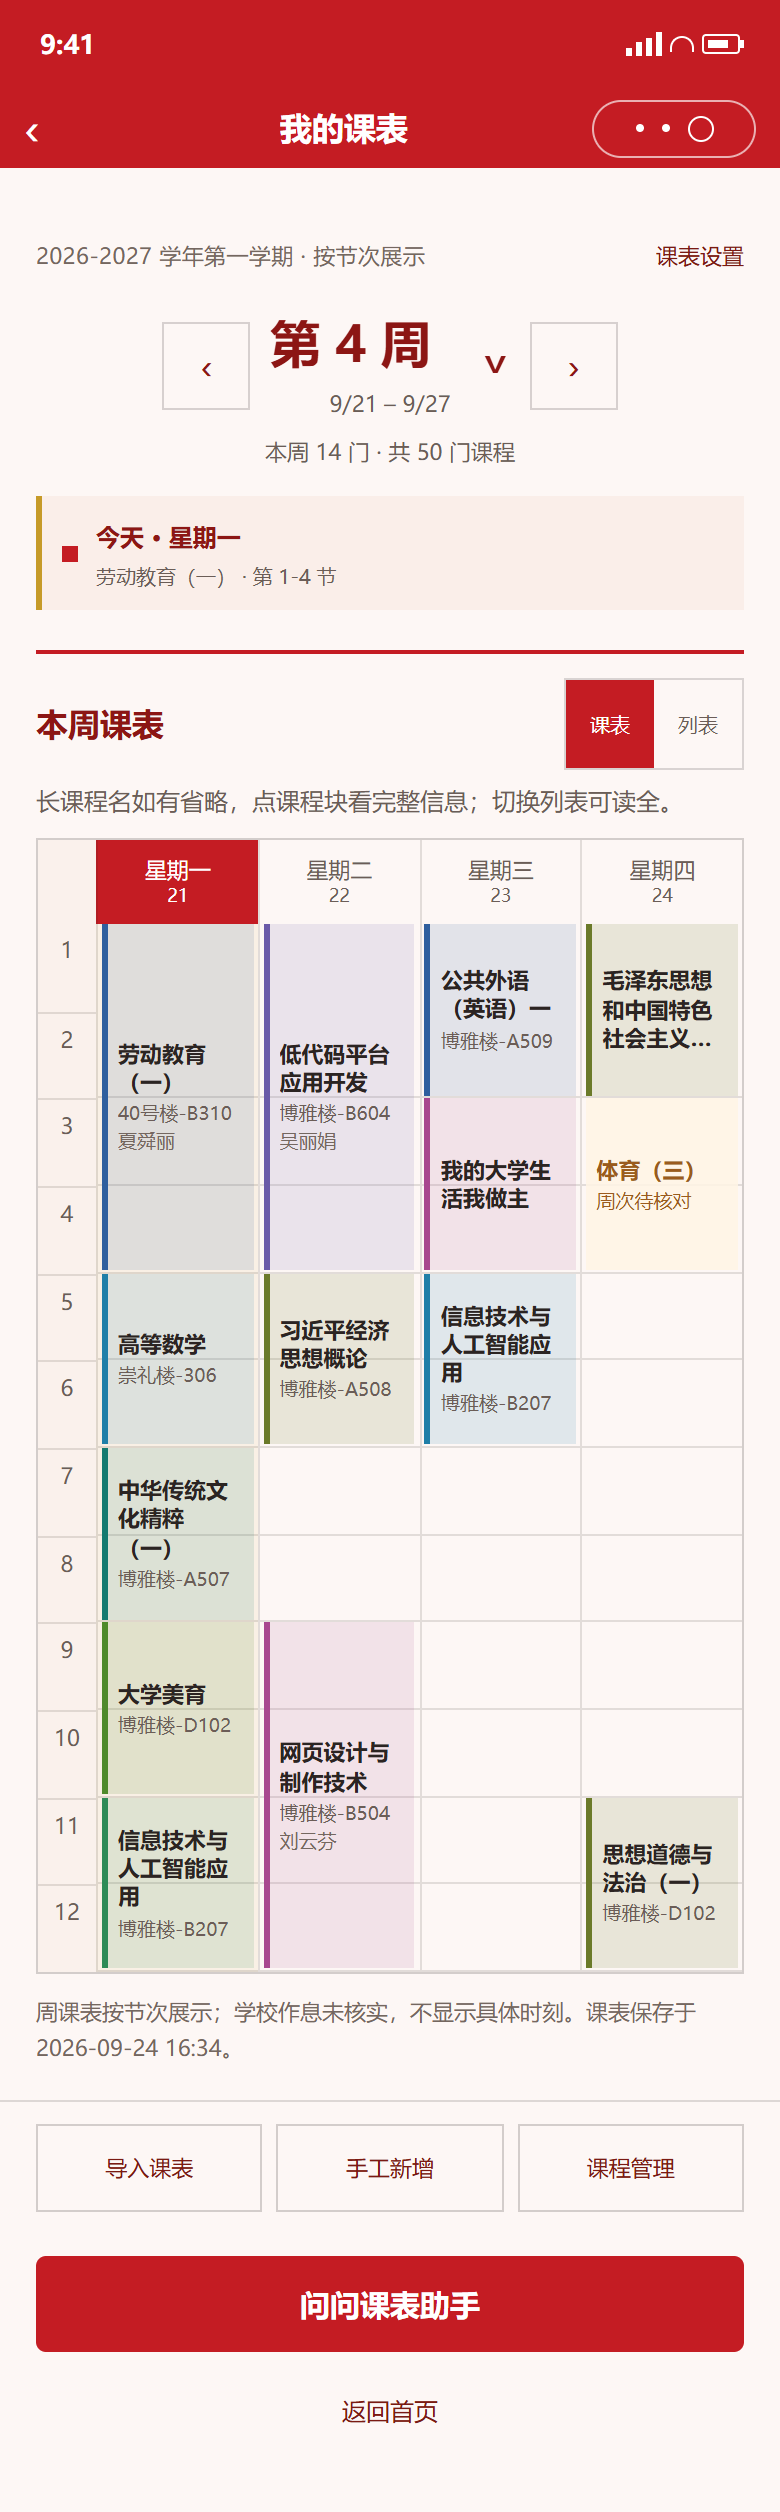 9:41
‹
我的课表
2026-2027 学年第一学期 · 按节次展示
课表设置
‹
第 4 周
9/21 – 9/27
›
本周 14 门 · 共 50 门课程
今天 · 星期一
劳动教育（一） · 第 1-4 节
本周课表
课表
列表
长课程名如有省略，点课程块看完整信息；切换列表可读全。
星期一
21
星期二
22
星期三
23
星期四
24
1
2
3
4
5
6
7
8
9
10
11
12
劳动教育
（一）
40号楼-B310
夏舜丽
高等数学
崇礼楼-306
中华传统文
化精粹
（一）
博雅楼-A507
大学美育
博雅楼-D102
信息技术与
人工智能应
用
博雅楼-B207
低代码平台
应用开发
博雅楼-B604
吴丽娟
习近平经济
思想概论
博雅楼-A508
网页设计与
制作技术
博雅楼-B504
刘云芬
公共外语
（英语）一
博雅楼-A509
我的大学生
活我做主
信息技术与
人工智能应
用
博雅楼-B207
毛泽东思想
和中国特色
社会主义...
体育（三）
周次待核对
思想道德与
法治（一）
博雅楼-D102
周课表按节次展示；学校作息未核实，不显示具体时刻。课表保存于
2026-09-24 16:34。
导入课表
手工新增
课程管理
问问课表助手
返回首页